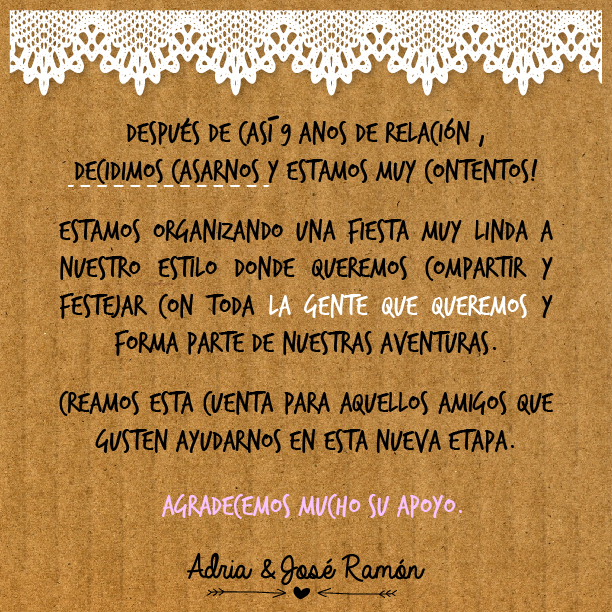 DESPUÉS DE CASÍ 9 ANOS DE RELACIÓN ,
DECIDIMOS CASARNOS Y ESTAMOS MUY CONTENTOS!
ESTAMOS ORGANIZANDO UNA FIESTA MUY LINDA A
NUESTRO ESTILO DONDE QUEREMOS COMPARTIR Y
FESTEJAR CON TODA LA GENTE QUE QUEREMOS Y
FORMA PARTE DE NUESTRAS AVENTURAS.
CREAMOS ESTA CUENTA PARA AQUELLOS AMIGOS QUE
GUSTEN AYUDARNOS EN ESTA NUEVA ETAPA.
AGRADECEMOS MUCHO SU APOYO.
Adria & José Ramón